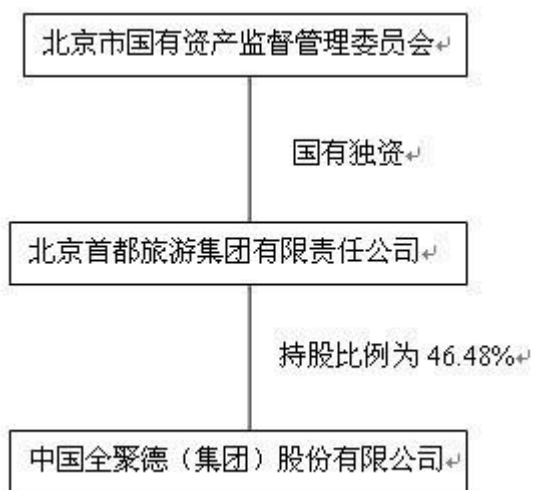 北京市国有资产监督管理委员会
国有独资
北京首都旅游集团有限责任公司
持股比例为 46.48%
中国全聚德（集团）股份有限公司